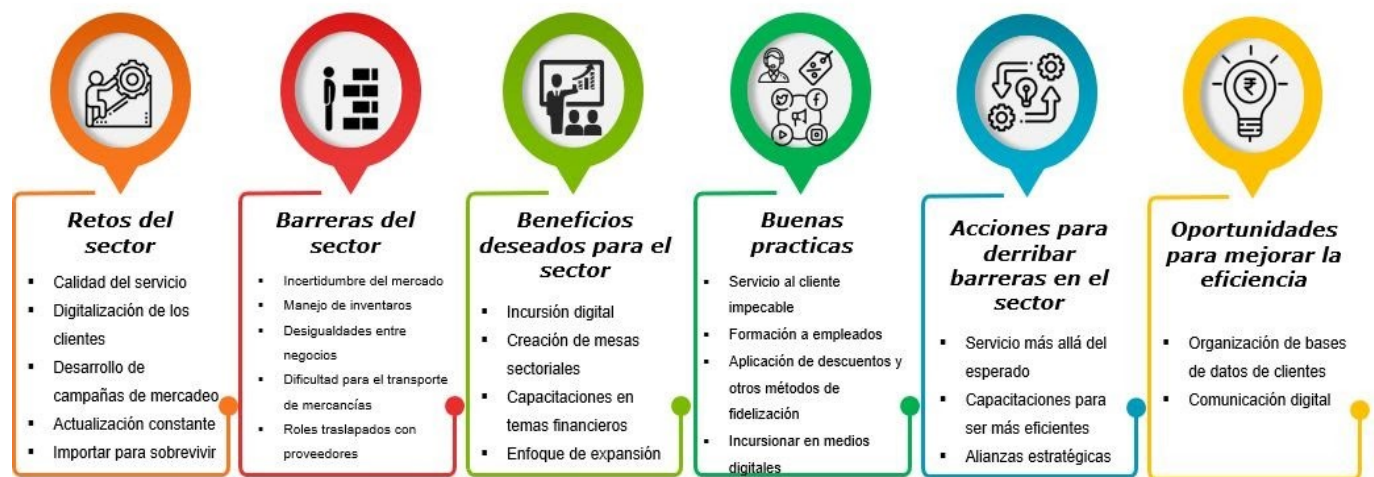 Retos del
sector
▪ Calidad del servicio
▪ Digitalización de los
clientes
▪ Desarrollo de
campañas de mercadeo
▪ Actualización constante
▪ Importar para sobrevivir
Barreras del
sector
▪ Incertidumbre del mercado
▪ Manejo de inventaros
▪ Desigualdades entre
negocios
▪ Dificultad para el transporte
de mercancías
▪ Roles traslapados con
proveedores
Beneficios
deseados para el
sector
▪ Incursión digital
▪ Creación de mesas
sectoriales
▪ Capacitaciones en
temas financieros
▪ Enfoque de expansión
Buenas
practicas
▪ Servicio al cliente
impecable
▪ Formación a empleados
▪ Aplicación de descuentos y
otros métodos de
fidelización
▪ Incursionar en medios
digitales
Acciones para
derribar
barreras en el
sector
▪ Servicio más allá del
esperado
▪ Capacitaciones para
ser más eficientes
▪ Alianzas estratégicas
₹
Oportunidades
para mejorar la
eficiencia
▪ Organización de bases
de datos de clientes
▪ Comunicación digital